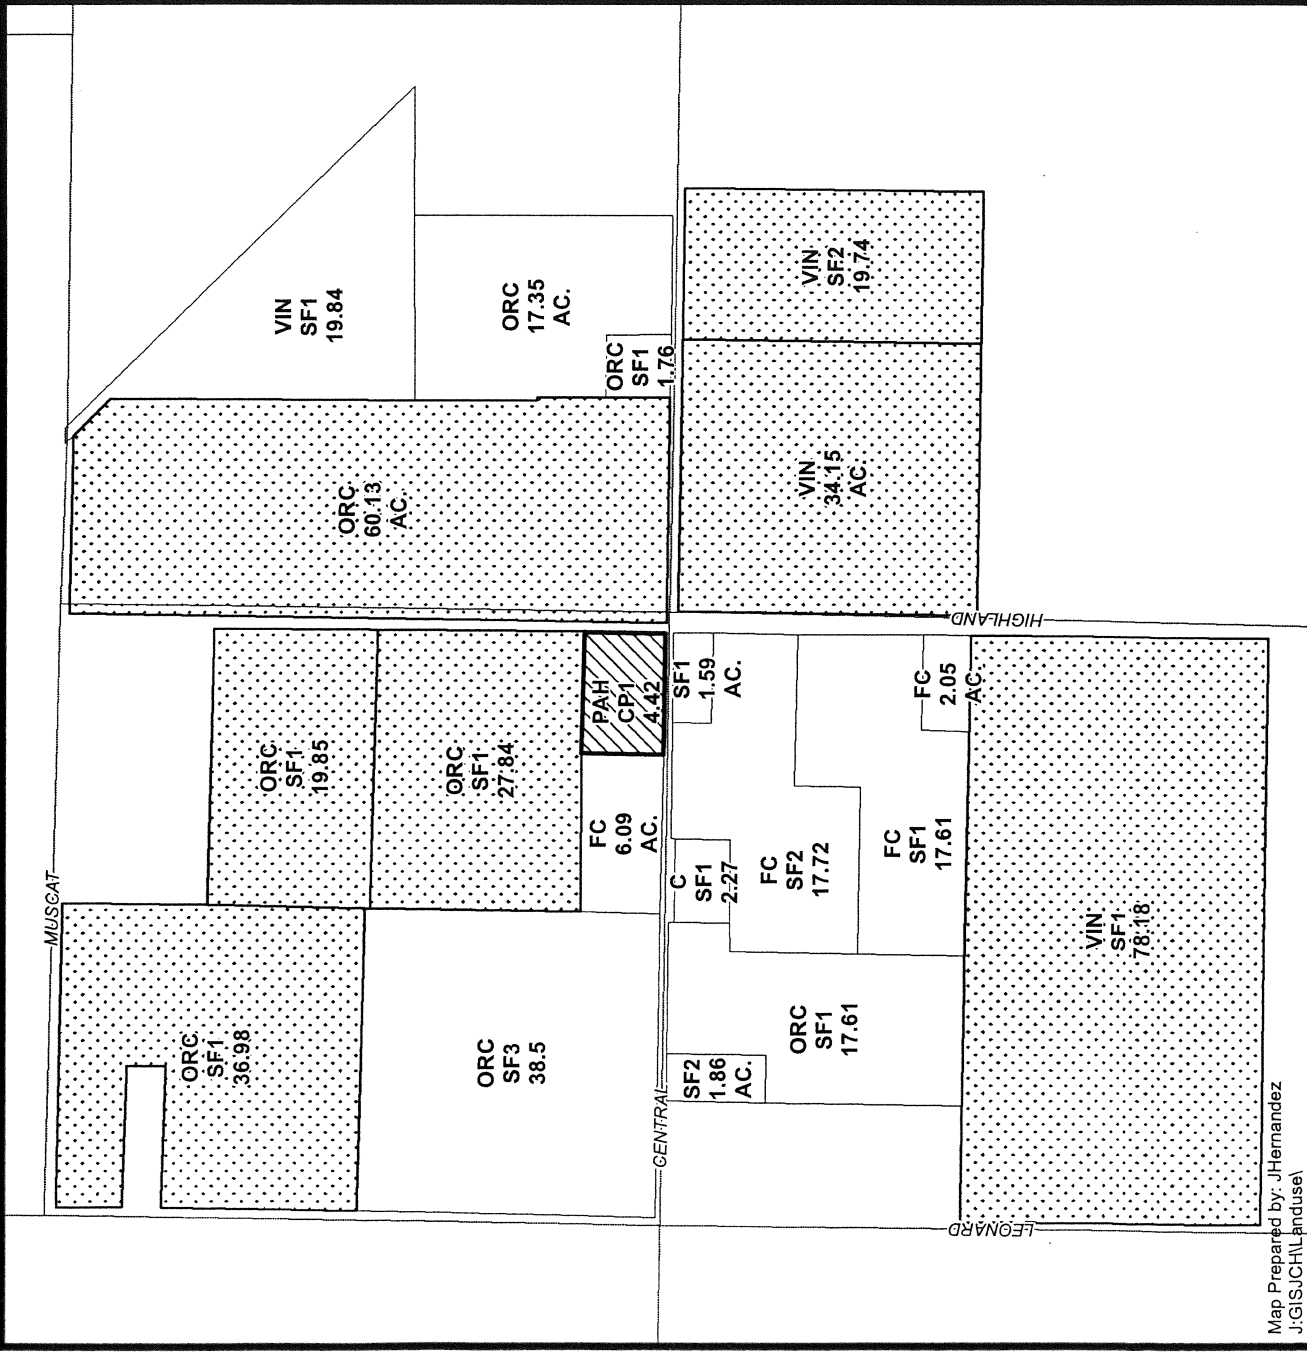 MUSCAT
VIN
SF1
19.84
ORC
17.35
AC.
ORC
SF1
1.76
ORC
60.13
AC.
ORC
SF1
19.85
ORC
SF1
27.84
PAH
CP1
4.42
FC
6.09
AC.
ORC
SF1
36.98
ORC
SF3
38.5
CENTRAL
VIN
SF2
19.74
VIN
34.15
AC.
HIGHLAND
SF1
1.59
AC.
FC
2.05
AC.
C
SF1
2.27
FC
SF2
17.72
FC
SF1
17.61
ORC
SF1
17.61
SF2
1.86
AC.
VIN
SF1
78.18
LEONARD
Map Prepared by: JHernandez
J:GISJCH\Landuse\